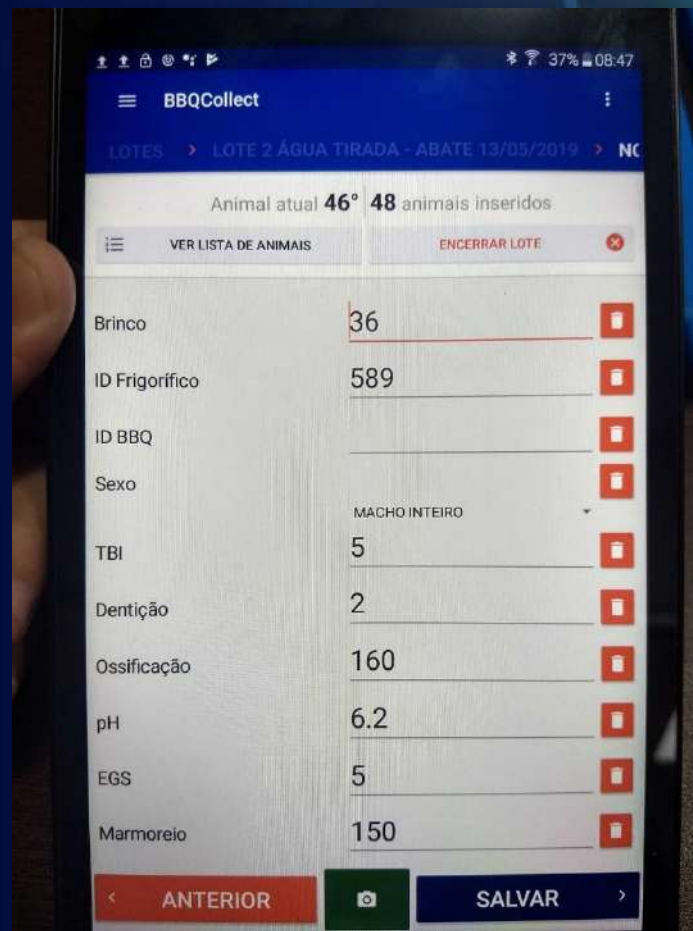 37% 08:47
BBQCollect
LOTES > LOTE 2 ÁGUA TIRADA - ABATE 13/05/2019 > NO
Animal atual 46° 48 animais inseridos
VER LISTA DE ANIMAIS ENCERRAR LOTE
Brinco 36
ID Frigorífico 589
ID BBQ
Sexo
MACHO INTEIRO
TBI 5
Dentição 2
Ossificação 160
pH 6.2
EGS 5
Marmoreio 150
< ANTERIOR SALVAR >